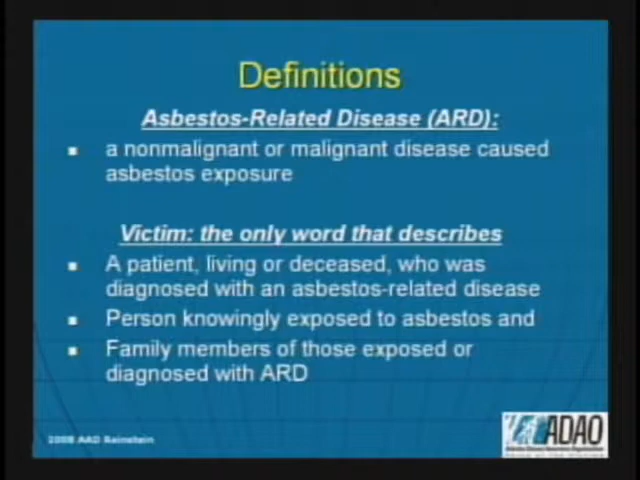 Definitions
Asbestos-Related Disease (ARD):
a nonmalignant or malignant disease caused
asbestos exposure
Victim: the only word that describes
A patient, living or deceased, who was
diagnosed with an asbestos-related disease
Person knowingly exposed to asbestos and
Family members of those exposed or
diagnosed with ARD
2008 AAD Reinstein
ADAO